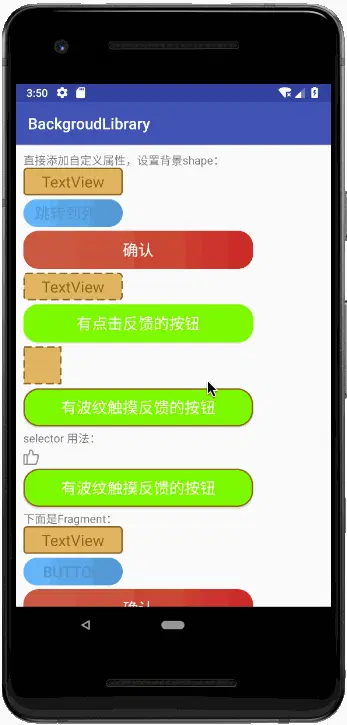 3:50
BackgroudLibrary
直接添加自定义属性，设置背景shape：
TextView
跳转到列
确认
TextView
有点击反馈的按钮
有波纹触摸反馈的按钮
selector 用法：
有波纹触摸反馈的按钮
下面是Fragment：
TextView
BUTTO
确认